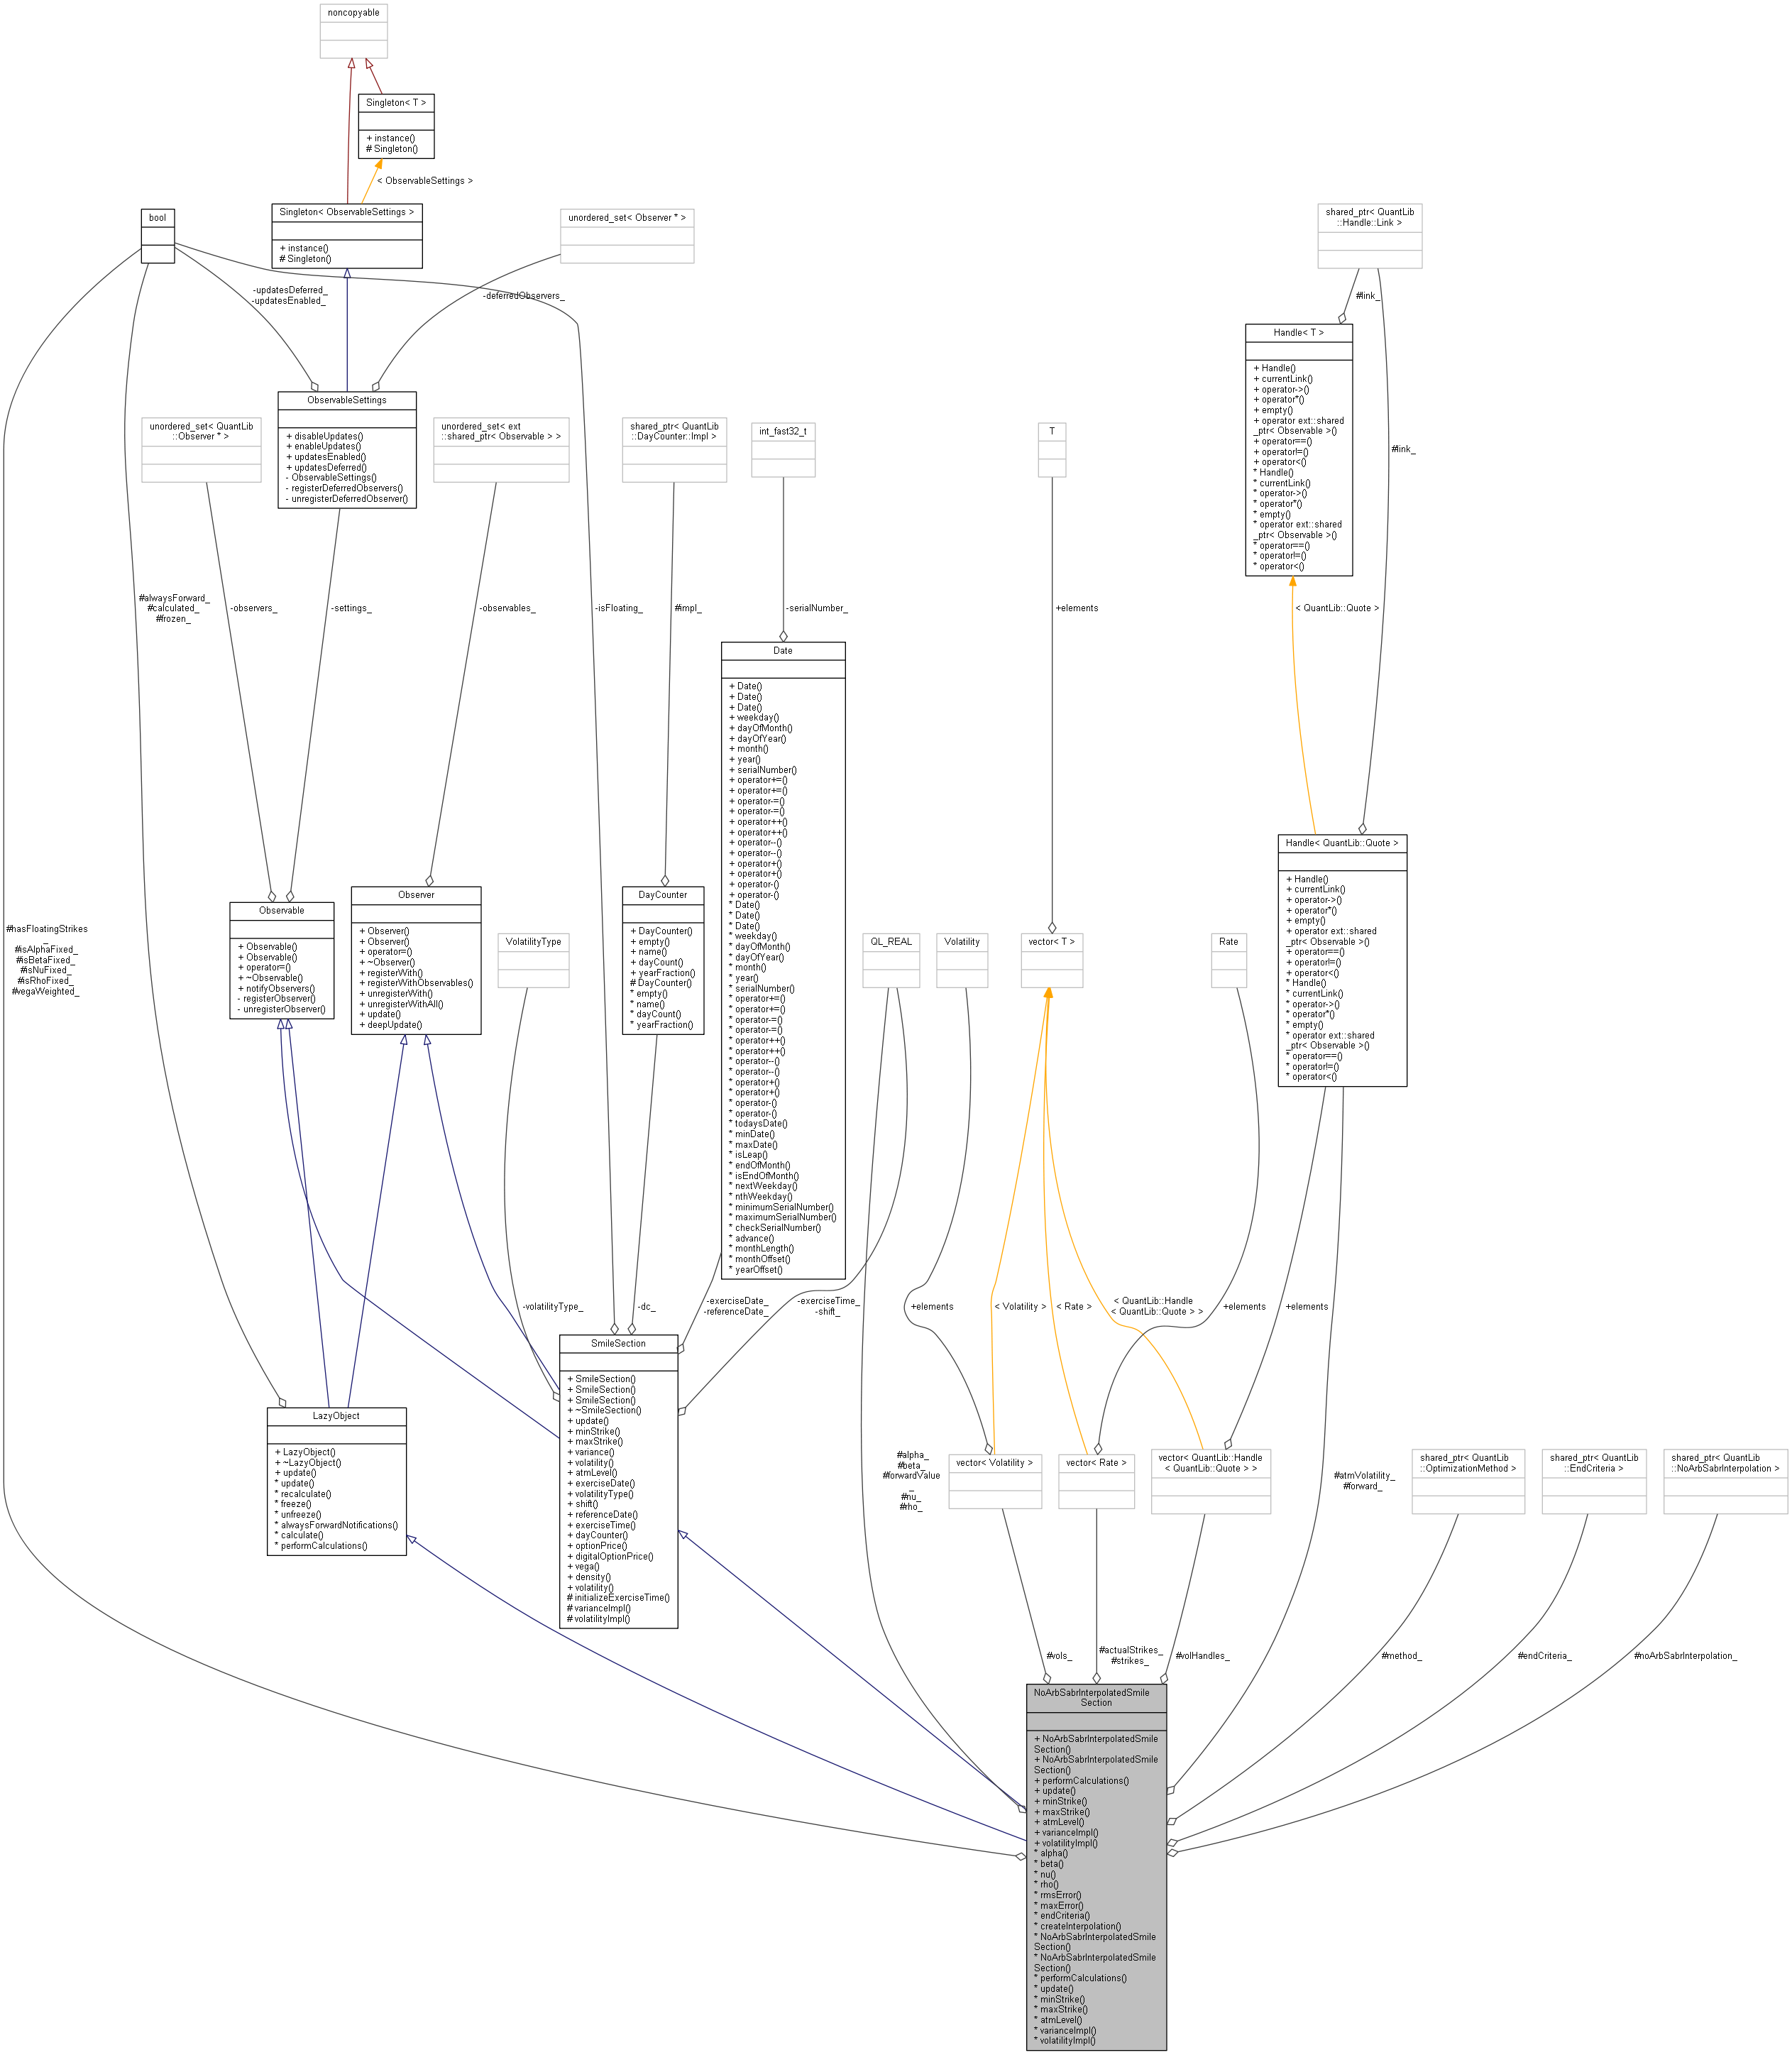 noncopyable
Singleton< T >
+ instance()
# Singleton()
< ObservableSettings >
bool
Singleton< ObservableSettings >
+ instance()
# Singleton()
unordered_set< Observer * >
shared_ptr< QuantLib
::Handle::Link >
-updatesDeferred_
-updatesEnabled_
-deferredObservers_
#link_
Handle< T >
+ Handle()
+ currentLink()
+ operator->()
+ operator*()
+ empty()
+ operator ext::shared
_ptr< Observable >()
+ operator==()
+ operator!=()
+ operator<()
* Handle()
* currentLink()
* operator->()
* operator*()
* empty()
* operator ext::shared
_ptr< Observable >()
* operator==()
* operator!=()
* operator<()
#link_
ObservableSettings
+ disableUpdates()
+ enableUpdates()
+ updatesEnabled()
+ updatesDeferred()
- ObservableSettings()
- registerDeferredObservers()
- unregisterDeferredObserver()
unordered_set< QuantLib
::Observer * >
unordered_set< ext
::shared_ptr< Observable > >
shared_ptr< QuantLib
::DayCounter::Impl >
int_fast32_t
T
#alwaysForward_
#calculated_
#frozen_
-observers_
-settings_
-observables_
-isFloating_
#impl_
-serialNumber_
+elements
< QuantLib::Quote >
Date
+ Date()
+ Date()
+ Date()
+ weekday()
+ dayOfMonth()
+ dayOfYear()
+ month()
+ year()
+ serialNumber()
+ operator+=()
+ operator+=()
+ operator-=()
+ operator-=()
+ operator++()
+ operator++()
+ operator--()
+ operator--()
+ operator+()
+ operator+()
+ operator-()
+ operator-()
* Date()
* Date()
* Date()
* weekday()
* dayOfMonth()
* dayOfYear()
* month()
* year()
* serialNumber()
* operator+=()
* operator+=()
* operator-=()
* operator-=()
* operator++()
* operator++()
* operator--()
* operator--()
* operator+()
* operator+()
* operator-()
* operator-()
* todaysDate()
* minDate()
* maxDate()
* isLeap()
* endOfMonth()
* isEndOfMonth()
* nextWeekday()
* nthWeekday()
* minimumSerialNumber()
* maximumSerialNumber()
* checkSerialNumber()
* advance()
* monthLength()
* monthOffset()
* yearOffset()
Handle< QuantLib::Quote >
+ Handle()
+ currentLink()
+ operator->()
+ operator*()
+ empty()
+ operator ext::shared
_ptr< Observable >()
+ operator==()
+ operator!=()
+ operator<()
* Handle()
* currentLink()
* operator->()
* operator*()
* empty()
* operator ext::shared
_ptr< Observable >()
* operator==()
* operator!=()
* operator<()
#hasFloatingStrikes
_
#isAlphaFixed_
#isBetaFixed_
#isNuFixed_
#isRhoFixed_
#vegaWeighted_
Observable
+ Observable()
+ Observable()
+ operator=()
+ ~Observable()
+ notifyObservers()
- registerObserver()
- unregisterObserver()
Observer
+ Observer()
+ Observer()
+ operator=()
+ ~Observer()
+ registerWith()
+ registerWithObservables()
+ unregisterWith()
+ unregisterWithAll()
+ update()
+ deepUpdate()
VolatilityType
DayCounter
+ DayCounter()
+ empty()
+ name()
+ dayCount()
+ yearFraction()
# DayCounter()
* empty()
* name()
* dayCount()
* yearFraction()
QL_REAL
Volatility
vector< T >
Rate
-volatilityType_
-dc_
-exerciseDate_
-referenceDate_
-exerciseTime_
-shift_
+elements
< Volatility >
< Rate >
< QuantLib::Handle
< QuantLib::Quote > >
+elements
+elements
SmileSection
+ SmileSection()
+ SmileSection()
+ SmileSection()
+ ~SmileSection()
+ update()
+ minStrike()
+ maxStrike()
+ variance()
+ volatility()
+ atmLevel()
+ exerciseDate()
+ volatilityType()
+ shift()
+ referenceDate()
+ exerciseTime()
+ dayCounter()
+ optionPrice()
+ digitalOptionPrice()
+ vega()
+ density()
+ volatility()
# initializeExerciseTime()
# varianceImpl()
# volatilityImpl()
LazyObject
+ LazyObject()
+ ~LazyObject()
+ update()
* update()
* recalculate()
* freeze()
* unfreeze()
* alwaysForwardNotifications()
* calculate()
* performCalculations()
#alpha_
#beta_
#forwardValue
_
#nu_
#rho_
vector< Volatility >
vector< Rate >
vector< QuantLib::Handle
< QuantLib::Quote > >
#atmVolatility_
#forward_
shared_ptr< QuantLib
::OptimizationMethod >
shared_ptr< QuantLib
::EndCriteria >
shared_ptr< QuantLib
::NoArbSabrInterpolation >
#vols_
#actualStrikes_
#strikes_
#volHandles_
#method_
#endCriteria_
#noArbSabrInterpolation_
NoArbSabrInterpolatedSmile
Section
+ NoArbSabrInterpolatedSmile
Section()
+ NoArbSabrInterpolatedSmile
Section()
+ performCalculations()
+ update()
+ minStrike()
+ maxStrike()
+ atmLevel()
+ varianceImpl()
+ volatilityImpl()
* alpha()
* beta()
* nu()
* rho()
* rmsError()
* maxError()
* endCriteria()
* createInterpolation()
* NoArbSabrInterpolatedSmile
Section()
* NoArbSabrInterpolatedSmile
Section()
* performCalculations()
* update()
* minStrike()
* maxStrike()
* atmLevel()
* varianceImpl()
* volatilityImpl()